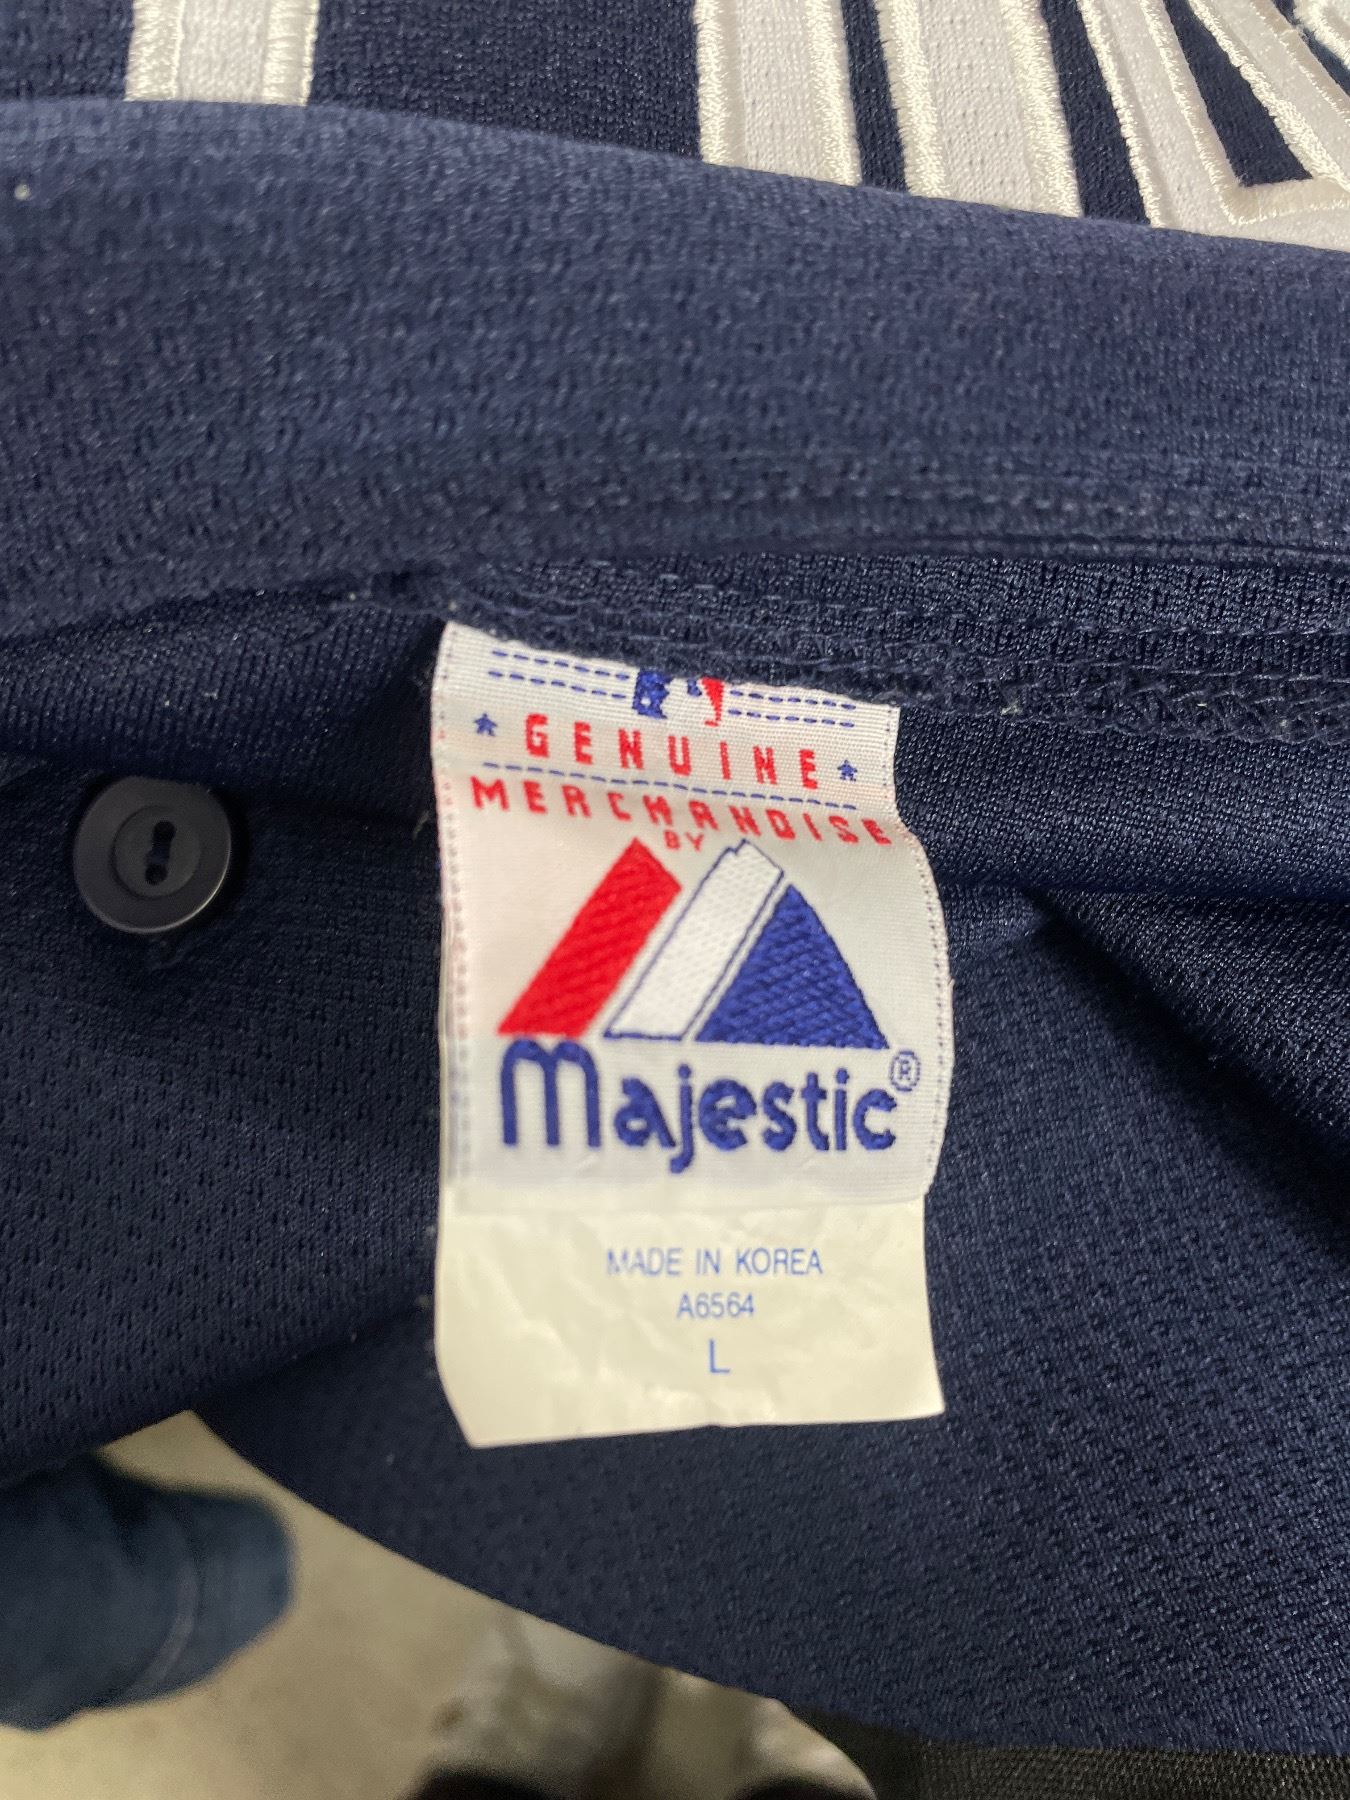 GENUINE
MERCHANDISE
BY
Majestic®
MADE IN KOREA
A6564
L